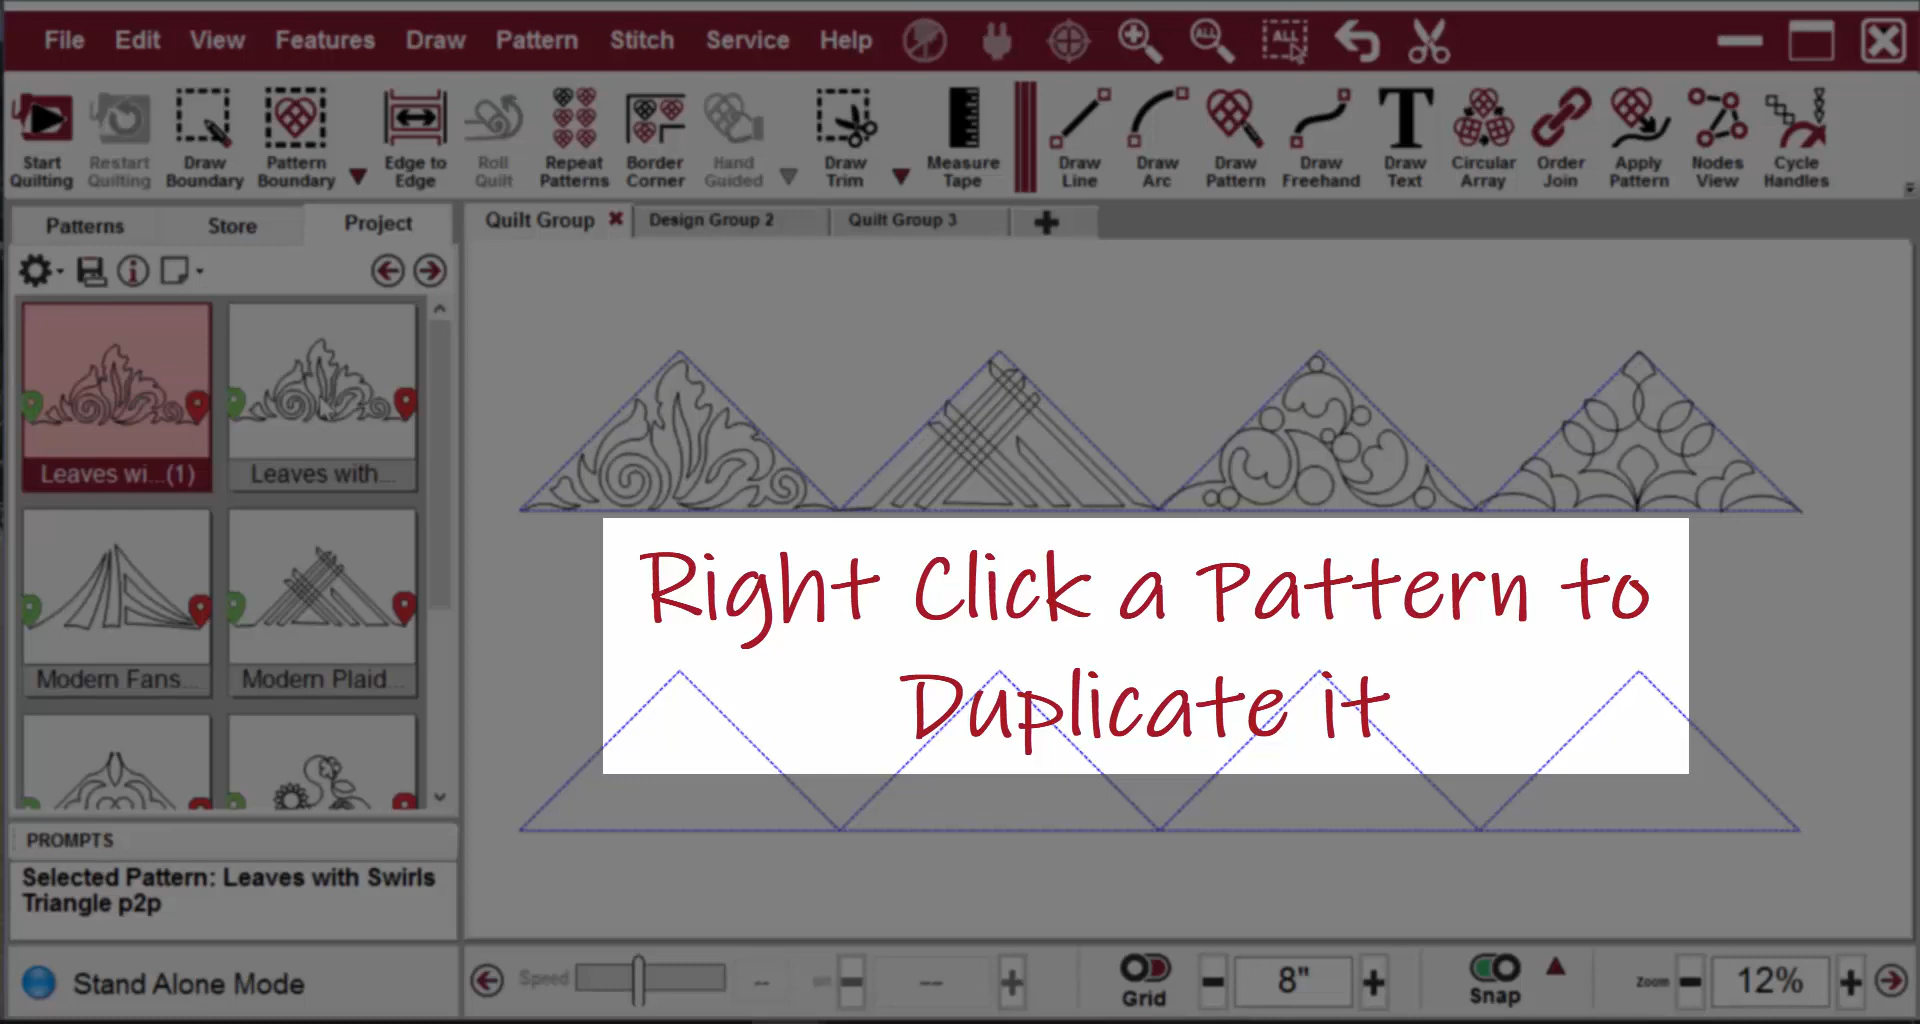 File Edit View Features Draw Pattern Stitch Service Help ALL ALL
Start Quilting
Restart Quilting
Draw Boundary
Pattern Boundary
Edge to Edge
Roll Quilt
Repeat Patterns
Border Corner
Hand Guided
Draw Trim
Measure Tape
Draw Line
Draw Arc
Draw Pattern
Draw Freehand
T
Draw Text
Circular Array
Order Join
Apply Pattern
Nodes View
Cycle Handles
Patterns Store Project
Quilt Group Design Group 2 Quilt Group 3
Leaves wi...(1) Leaves with...
Modern Fans... Modern Plaid...
Right Click a Pattern to
Duplicate it
PROMPTS
Selected Pattern: Leaves with Swirls
Triangle p2p
Stand Alone Mode
Speed -- --
Grid 8"
Snap
Zoom 12%